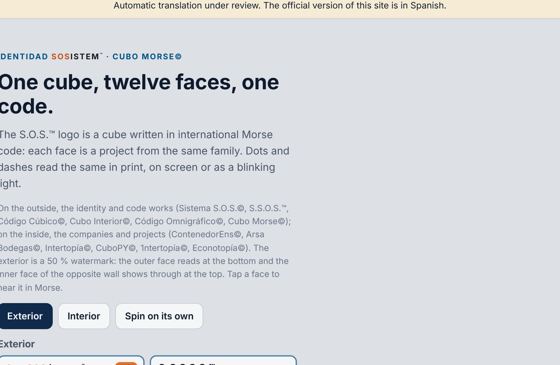 Automatic translation under review. The official version of this site is in Spanish.
IDENTIDAD SOSISTEM™ · CUBO MORSE©
One cube, twelve faces, one
code.
The S.O.S.™ logo is a cube written in international Morse
code: each face is a project from the same family. Dots and
dashes read the same in print, on screen or as a blinking
light.
On the outside, the identity and code works (Sistema S.O.S.©, S.S.O.S.™,
Código Cúbico©, Cubo Interior©, Código Omnigráfico©, Cubo Morse©);
on the inside, the companies and projects (ContenedorEns©, Arsa
Bodegas©, Intertopía©, CuboPY©, 1ntertopía©, Econotopía©). The
exterior is a 50 % watermark: the outer face reads at the bottom and the
inner face of the opposite wall shows through at the top. Tap a face to
hear it in Morse.
Exterior Interior Spin on its own
Exterior